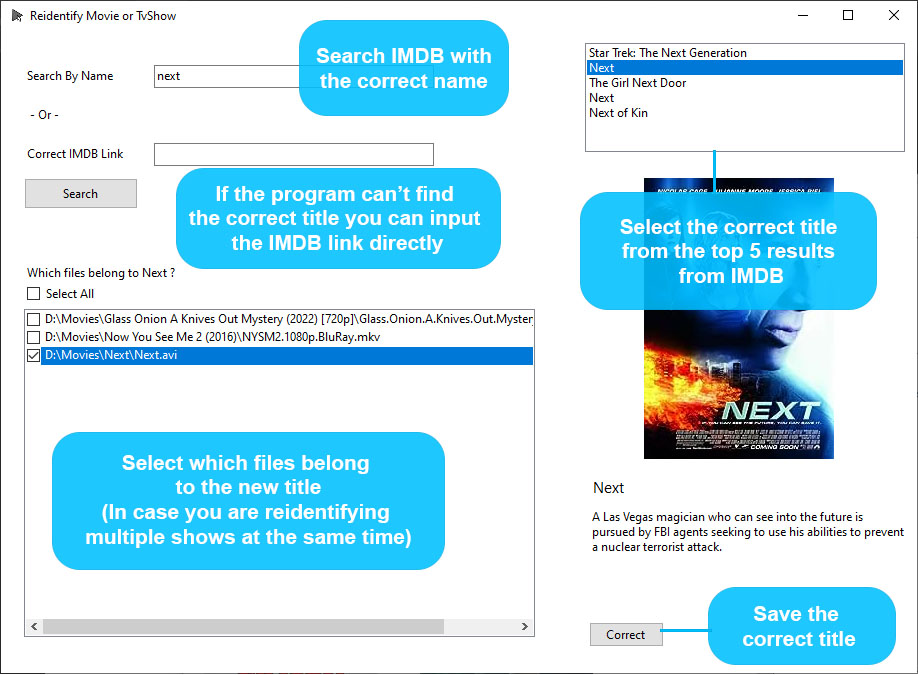 Reidentify Movie or TvShow
Search By Name
next
Search IMDB with
the correct name
- Or -
Correct IMDB Link
Search
If the program can't find
the correct title you can input
the IMDB link directly
Which files belong to Next ?
Select All
D:\Movies\Glass Onion A Knives Out Mystery (2022) [720p]\Glass.Onion.A.Knives.Out.Myster
D:\Movies\Now You See Me 2 (2016)\NYSM2.1080p.BluRay.mkv
D:\Movies\Next\Next.avi
Select which files belong
to the new title
(In case you are reidentifying
multiple shows at the same time)
Star Trek: The Next Generation
Next
The Girl Next Door
Next
Next of Kin
NICOLAS CAGE JULIANNE MOORE JESSICA BIEL
Select the correct title
from the top 5 results
from IMDB
NEXT
IF YOU CAN SEE THE FUTURE, YOU CAN SAVE IT.
COMING SOON
Next
A Las Vegas magician who can see into the future is
pursued by FBI agents seeking to use his abilities to prevent
a nuclear terrorist attack.
Correct
Save the
correct title